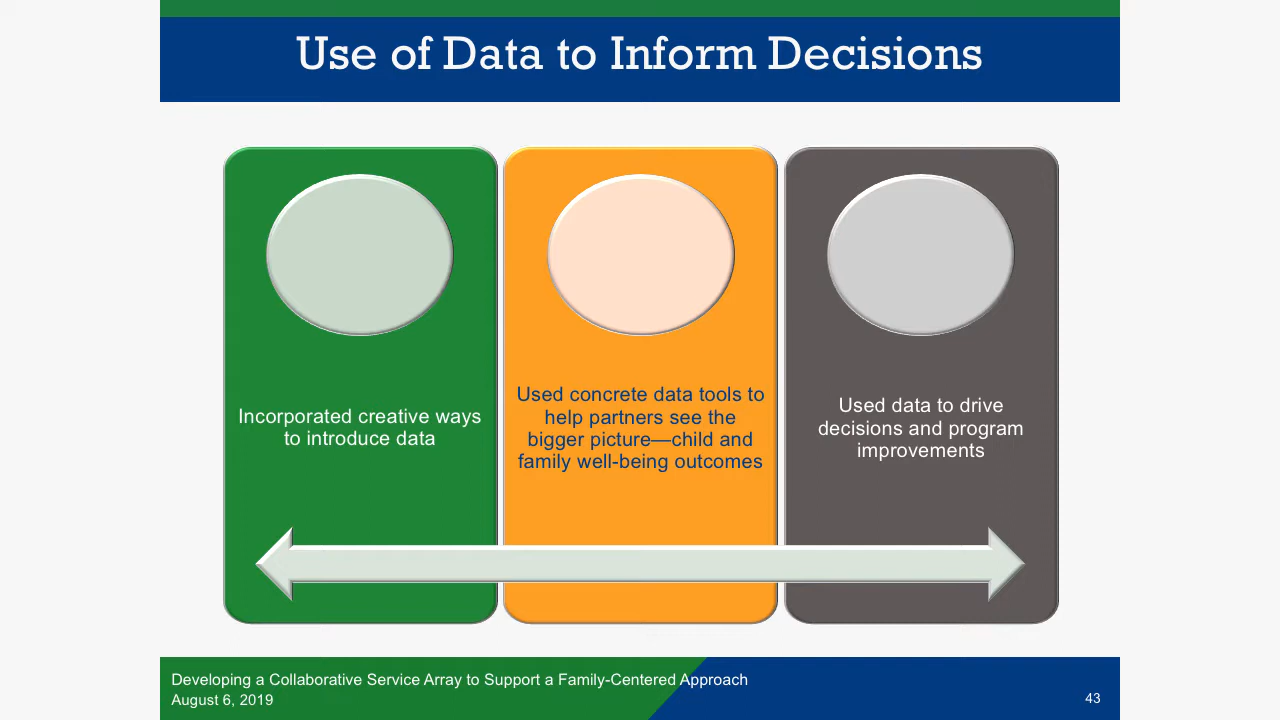 Use of Data to Inform Decisions
Incorporated creative ways
to introduce data
Used concrete data tools to
help partners see the
bigger picture—child and
family well-being outcomes
Used data to drive
decisions and program
improvements
Developing a Collaborative Service Array to Support a Family-Centered Approach
August 6, 2019
43